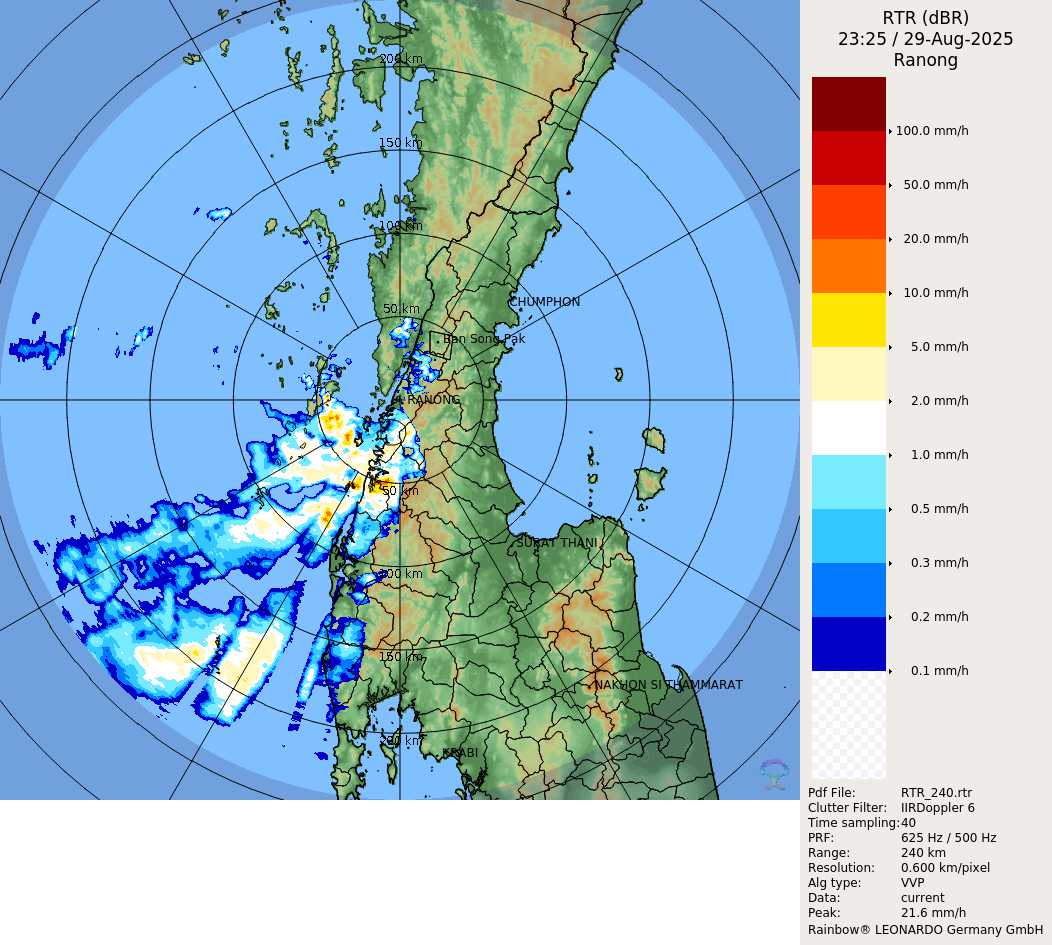 RTR (dBR)
23:25 / 29-Aug-2025
Ranong
100.0 mm/h
50.0 mm/h
20.0 mm/h
10.0 mm/h
5.0 mm/h
2.0 mm/h
1.0 mm/h
0.5 mm/h
0.3 mm/h
0.2 mm/h
0.1 mm/h
Pdf File: RTR_240.rtr
Clutter Filter: IIRDoppler 6
Time sampling: 40
PRF: 625 Hz / 500 Hz
Range: 240 km
Resolution: 0.600 km/pixel
Alg type: VVP
Data: current
Peak: 21.6 mm/h
Rainbow® LEONARDO Germany GmbH
200 km
150 km
100 km
CHUMPHON
50 km
Ban Song Pak
RANONG
50 km
SURAT THANI
100 km
150 km
NAKHON SI THAMMARAT
200 km
KRABI